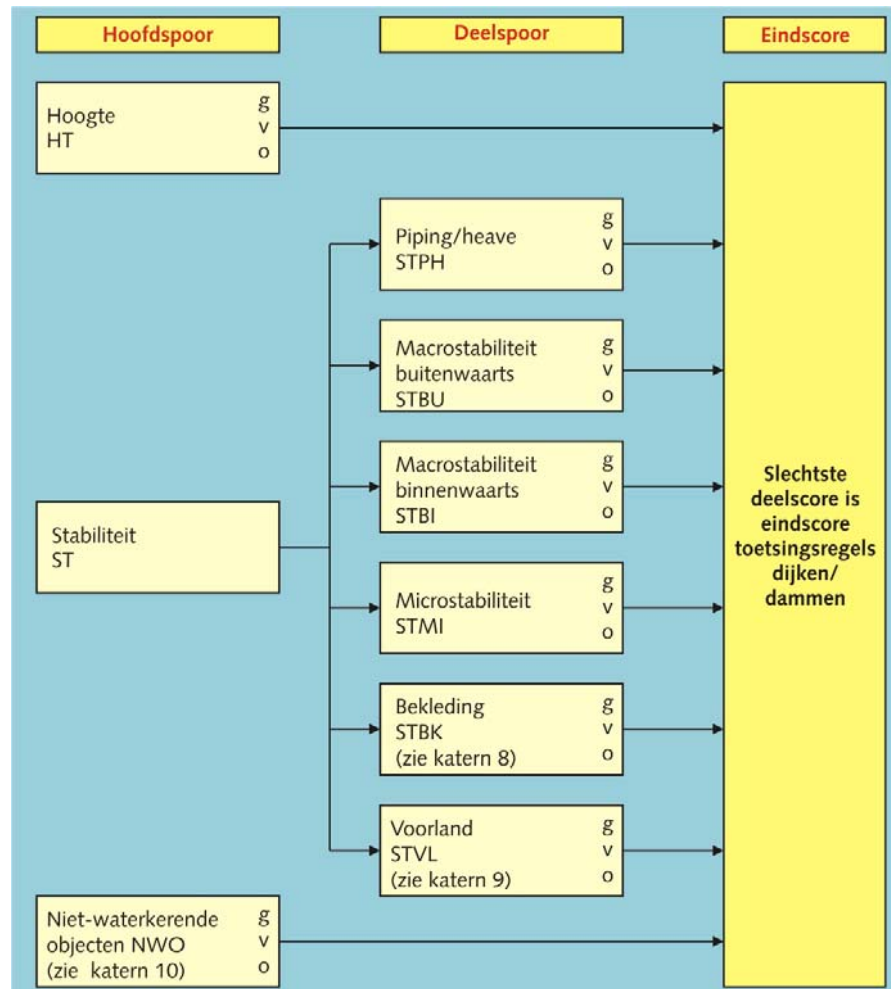 Hoofdspoor
Deelspoor
Eindscore
Hoogte
HT
g
v
o
Piping/heave
STPH
g
v
o
Macrostabiliteit
buitenwaarts
STBU
g
v
o
Macrostabiliteit
binnenwaarts
STBI
g
v
o
Stabiliteit
ST
Microstabiliteit
STMI
g
v
o
Bekleding
STBK
(zie katern 8)
g
v
o
Voorland
STVL
(zie katern 9)
g
v
o
Niet-waterkerende
objecten NWO
(zie katern 10)
g
v
o
Slechtste
deelscore is
eindscore
toetsingsregels
dijken/
dammen